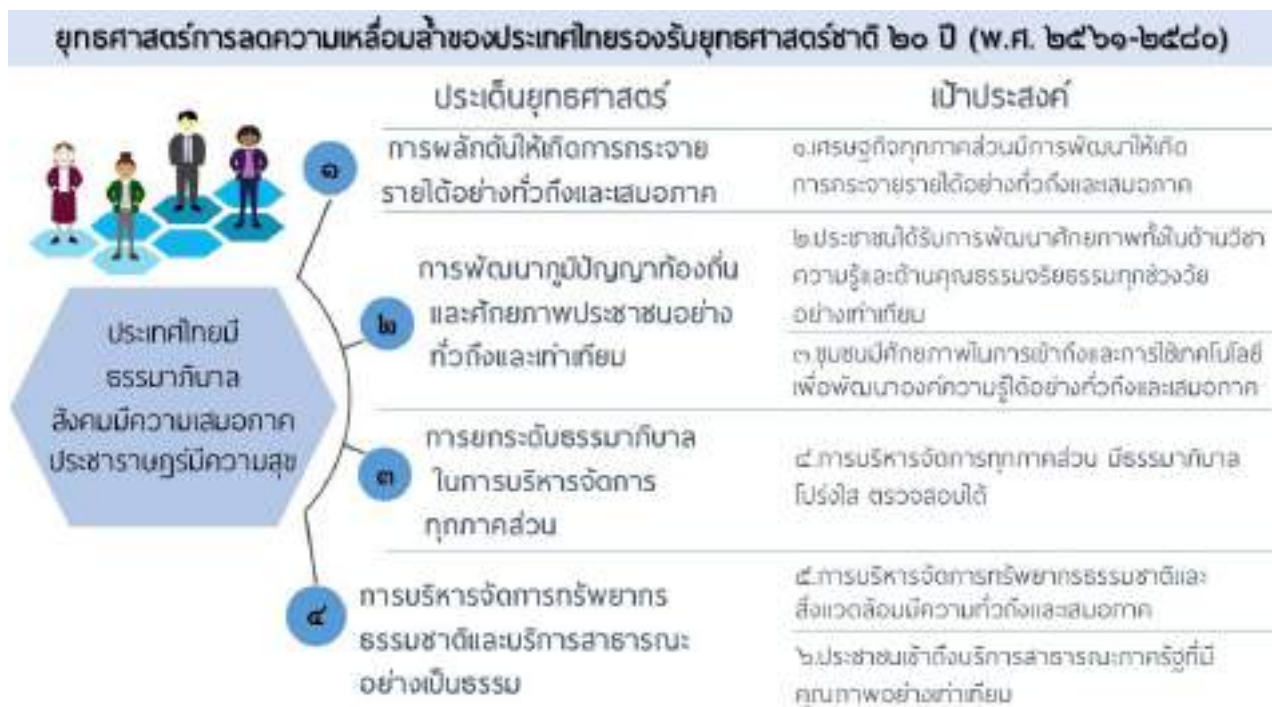 ยุทธศาสตร์การลดความเหลื่อมล้ำของประเทศไทยรองรับยุทธศาสตร์ชาติ ๒๐ ปี (พ.ศ. ๒๕๖๑-๒๕๘๐)
ประเด็นยุทธศาสตร์
เป้าประสงค์
ประเทศไทยมี
ธรรมาภิบาล
สังคมมีความเสมอภาค
ประชาราษฎร์มีความสุข
๑
การผลักดันให้เกิดการกระจาย
รายได้อย่างทั่วถึงและเสมอภาค
๑.เศรษฐกิจทุกภาคส่วนมีการพัฒนาให้เกิด
การกระจายรายได้อย่างทั่วถึงและเสมอภาค
๒
การพัฒนาภูมิปัญญาท้องถิ่น
และศักยภาพประชาชนอย่าง
ทั่วถึงและเท่าเทียม
๒.ประชาชนได้รับการพัฒนาศักยภาพทั้งในด้านวิชา
ความรู้และด้านคุณธรรมจริยธรรมทุกช่วงวัย
อย่างเท่าเทียม
๓.ชุมชนมีศักยภาพในการเข้าถึงและการใช้เทคโนโลยี
เพื่อพัฒนาองค์ความรู้ได้อย่างทั่วถึงและเสมอภาค
๓
การยกระดับธรรมาภิบาล
ในการบริหารจัดการ
ทุกภาคส่วน
๔.การบริหารจัดการทุกภาคส่วน มีธรรมาภิบาล
โปร่งใส ตรวจสอบได้
๔
การบริหารจัดการทรัพยากร
ธรรมชาติและบริการสาธารณะ
อย่างเป็นธรรม
๕.การบริหารจัดการทรัพยากรธรรมชาติและ
สิ่งแวดล้อมมีความทั่วถึงและเสมอภาค
๖.ประชาชนเข้าถึงบริการสาธารณะภาครัฐที่มี
คุณภาพอย่างเท่าเทียม